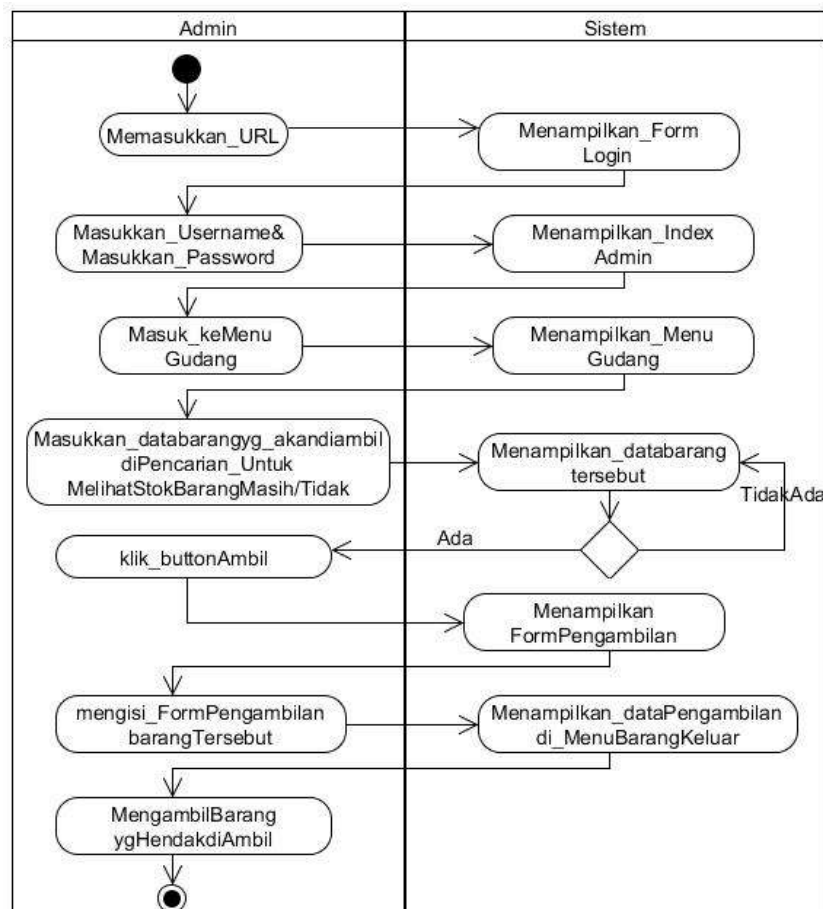 Admin
Sistem
Memasukkan_URL
Menampilkan_Form
Login
Masukkan_Username&
Masukkan_Password
Menampilkan_Index
Admin
Masuk_keMenu
Gudang
Menampilkan_Menu
Gudang
Masukkan_databarangyg_akandiambil
diPencarian_Untuk
MelihatStokBarangMasih/Tidak
Menampilkan_databarang
tersebut
TidakAda
Ada
klik_buttonAmbil
Menampilkan
FormPengambilan
mengisi_FormPengambilan
barangTersebut
Menampilkan_dataPengambilan
di_MenuBarangKeluar
MengambilBarang
ygHendakdiAmbil